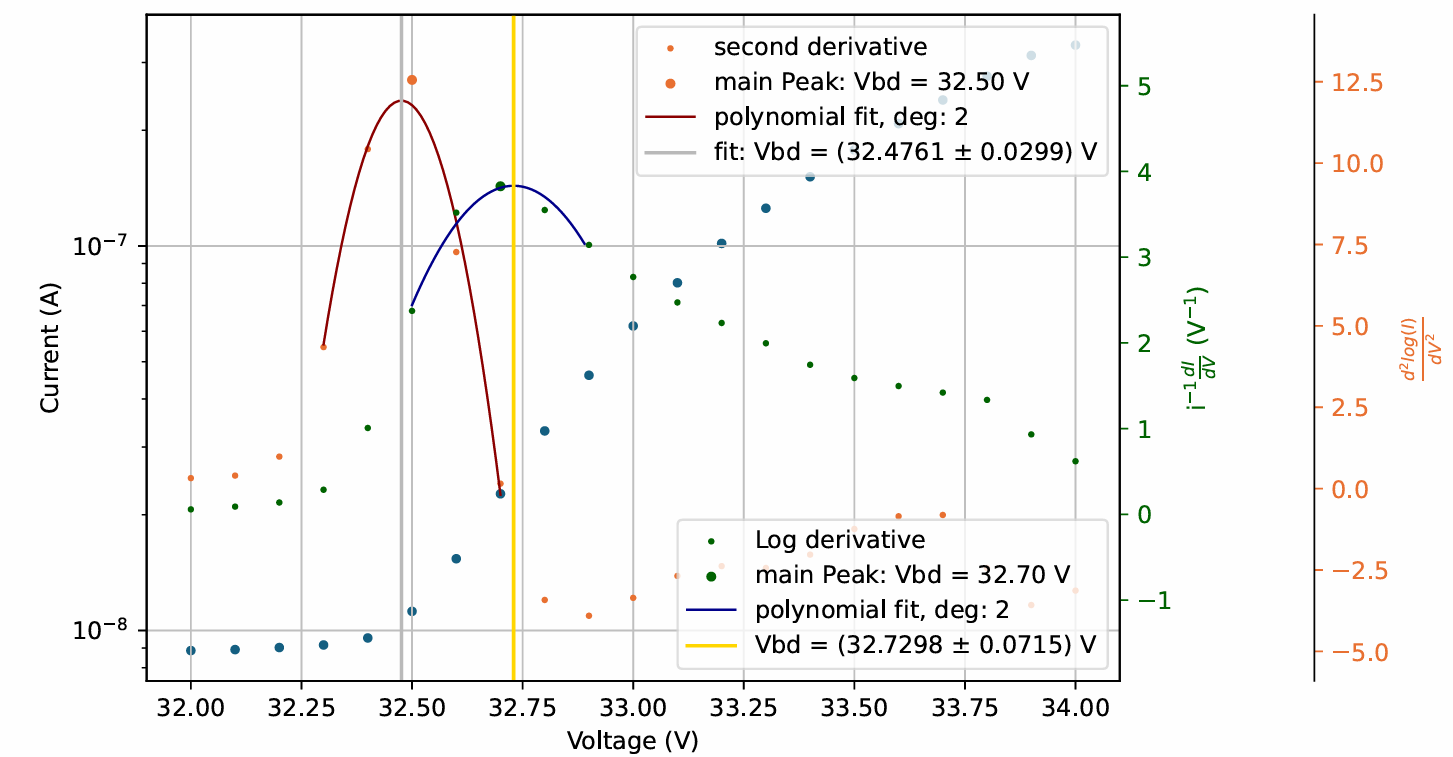 second derivative
main Peak: Vbd = 32.50 V
polynomial fit, deg: 2
fit: Vbd = (32.4761 ± 0.0299) V
Log derivative
main Peak: Vbd = 32.70 V
polynomial fit, deg: 2
Vbd = (32.7298 ± 0.0715) V
10⁻⁷
10⁻⁸
Current (A)
32.00 32.25 32.50 32.75 33.00 33.25 33.50 33.75 34.00
Voltage (V)
5
4
3
2
1
0
−1
i⁻¹ dI/dV (V⁻¹)
12.5
10.0
7.5
5.0
2.5
0.0
−2.5
−5.0
d²log(I)/dV²